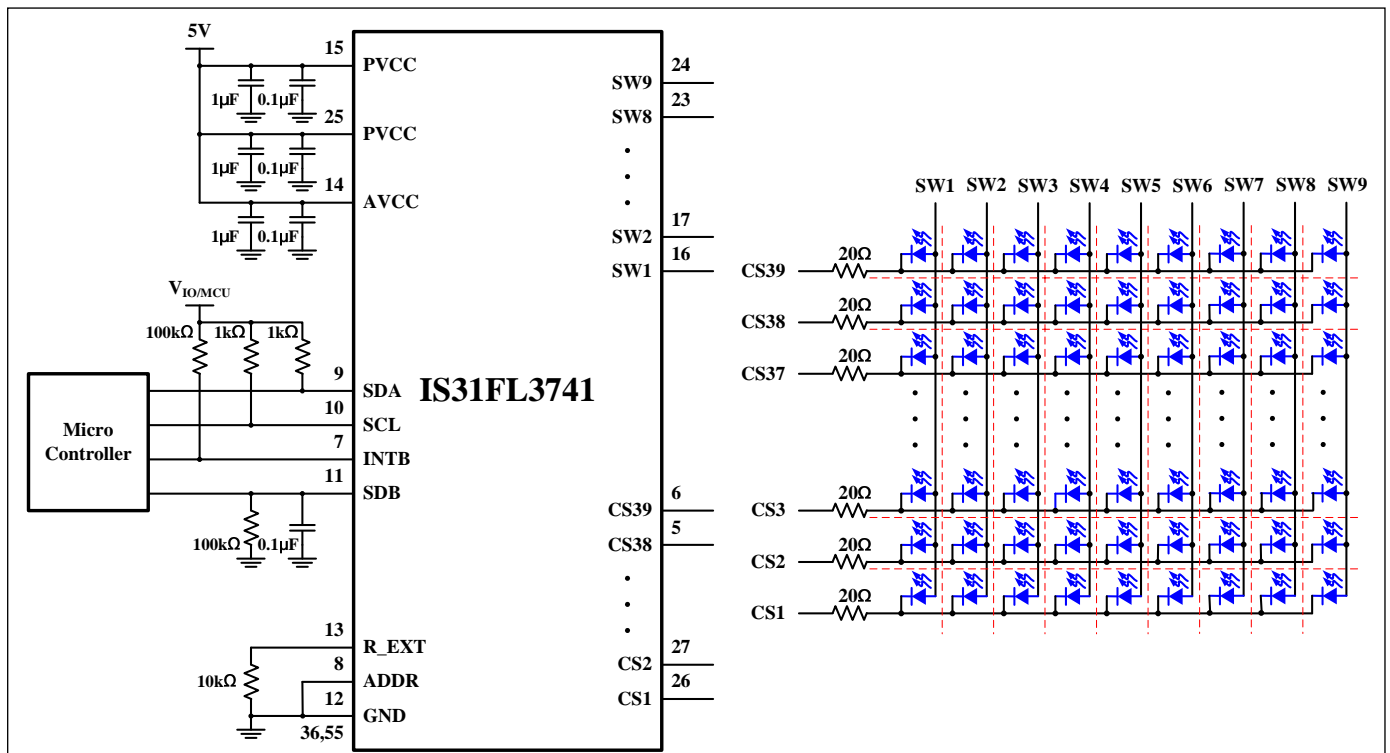 5V
15
PVCC
1µF
0.1µF
25
PVCC
1µF
0.1µF
14
AVCC
1µF
0.1µF
V_IO/MCU
100kΩ
1kΩ
1kΩ
9
SDA
10
SCL
7
INTB
11
SDB
Micro
Controller
100kΩ
0.1µF
13
R_EXT
10kΩ
8
ADDR
12
GND
36,55
IS31FL3741
24
SW9
23
SW8
17
SW2
16
SW1
6
CS39
5
CS38
27
CS2
26
CS1
SW1 SW2 SW3 SW4 SW5 SW6 SW7 SW8 SW9
CS39 20Ω
CS38 20Ω
CS37 20Ω
CS3 20Ω
CS2 20Ω
CS1 20Ω